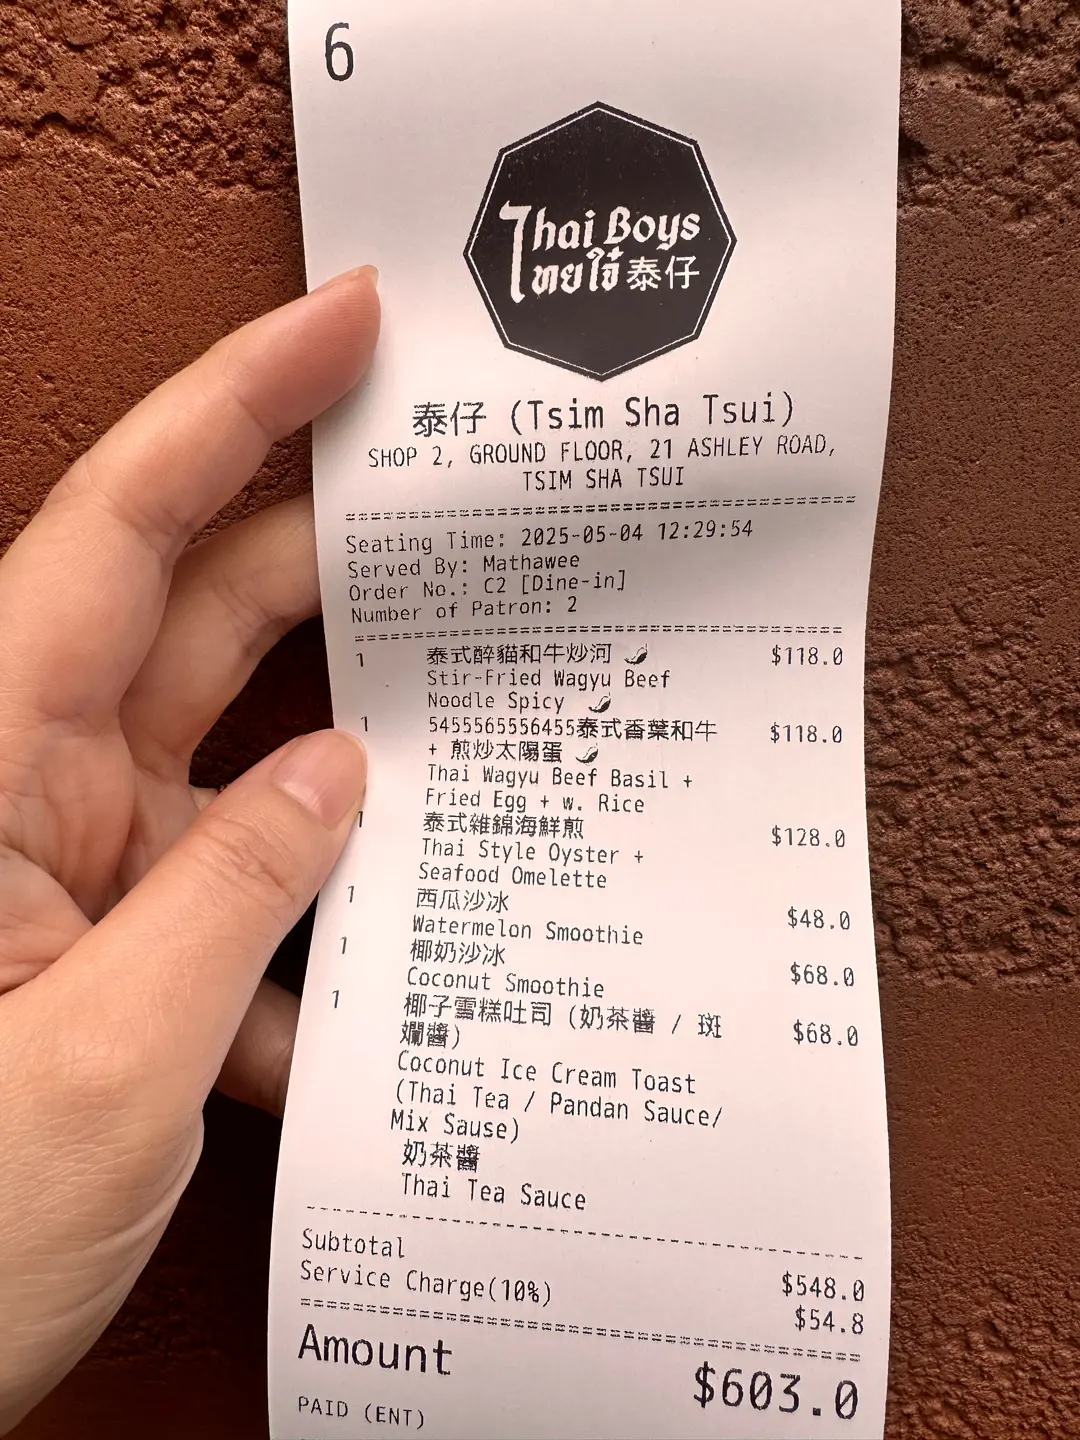 6
Thai Boys
ทยใจ๋ 泰仔
泰仔 (Tsim Sha Tsui)
SHOP 2, GROUND FLOOR, 21 ASHLEY ROAD,
TSIM SHA TSUI
Seating Time: 2025-05-04 12:29:54
Served By: Mathawee
Order No.: C2 [Dine-in]
Number of Patron: 2
1 泰式醉貓和牛炒河 🌶 $118.0
Stir-Fried Wagyu Beef
Noodle Spicy 🌶
1 5455565556455泰式香葉和牛 $118.0
+ 煎炒太陽蛋 🌶
Thai Wagyu Beef Basil +
Fried Egg + w. Rice
1 泰式雜錦海鮮煎 $128.0
Thai Style Oyster +
Seafood Omelette
1 西瓜沙冰 $48.0
Watermelon Smoothie
1 椰奶沙冰 $68.0
Coconut Smoothie
1 椰子雪糕吐司 (奶茶醬 / 斑 $68.0
斕醬)
Coconut Ice Cream Toast
(Thai Tea / Pandan Sauce/
Mix Sause)
奶茶醬
Thai Tea Sauce
Subtotal $548.0
Service Charge(10%) $54.8
Amount $603.0
PAID (ENT)